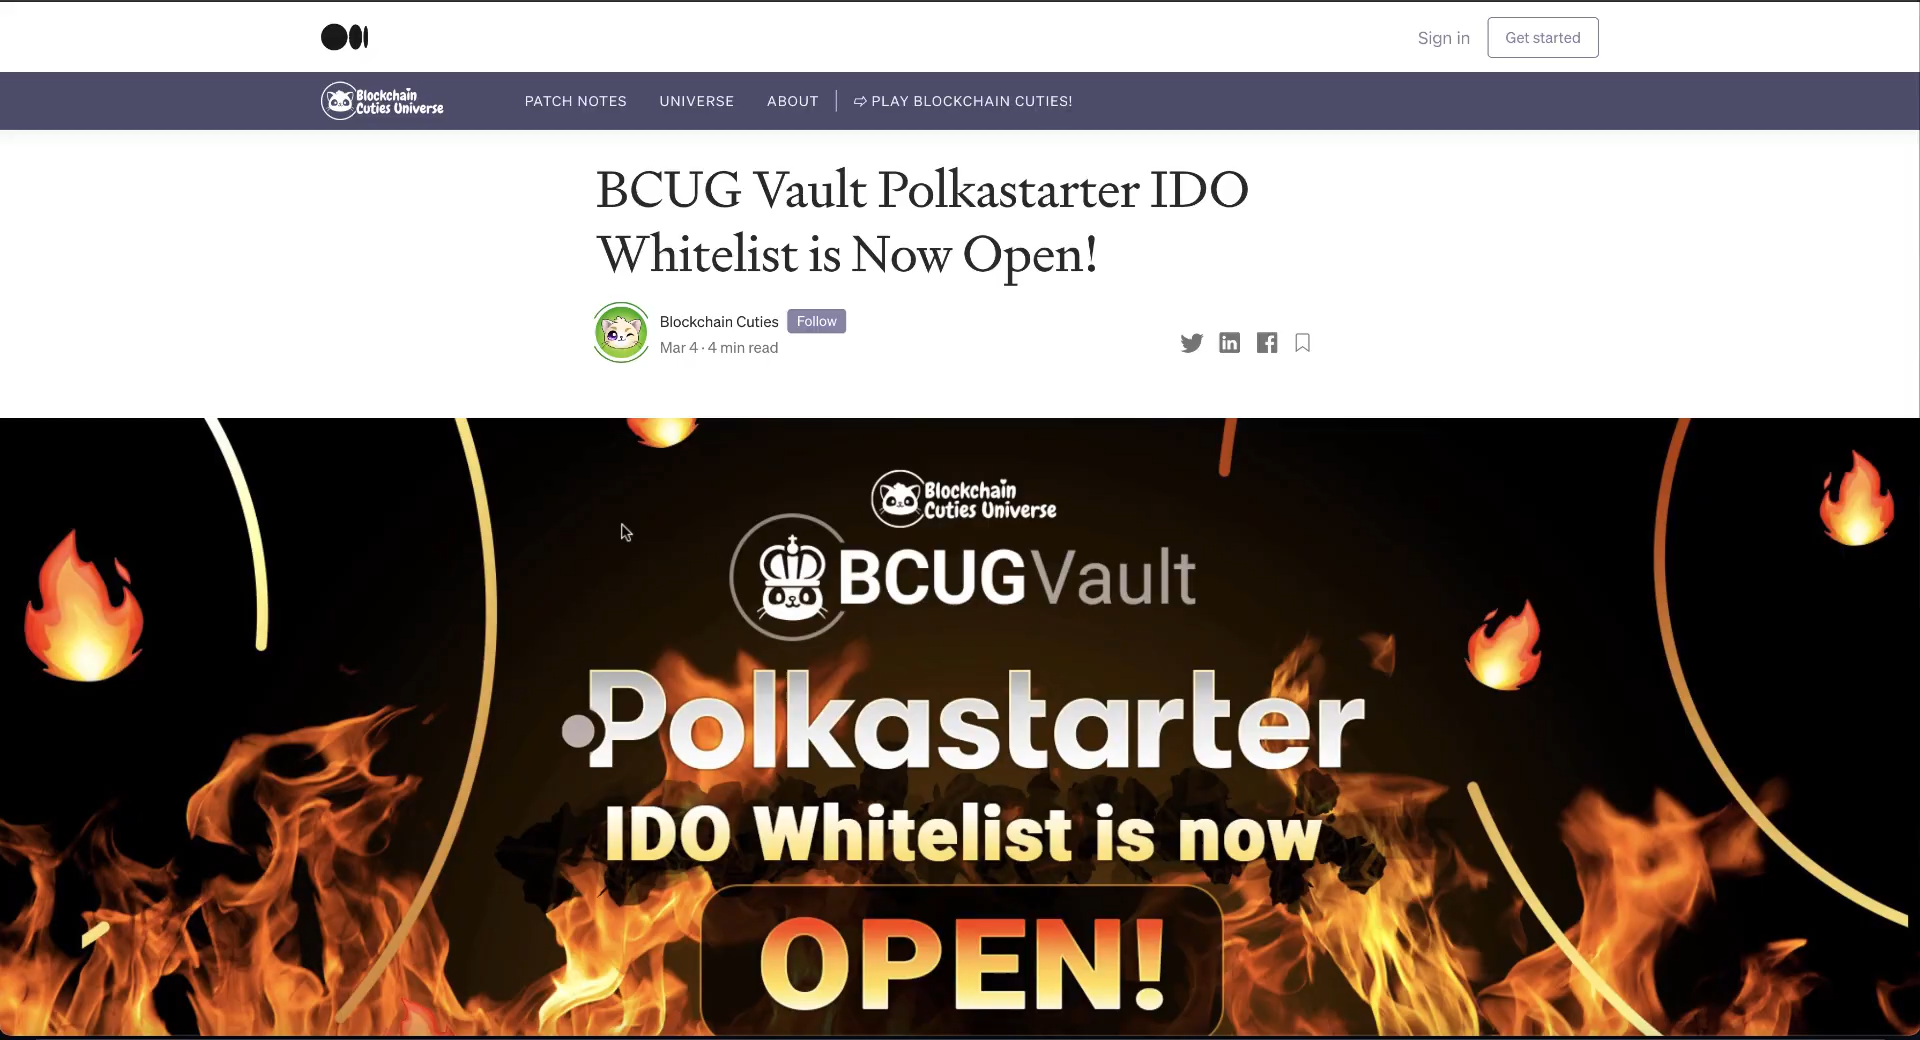 Sign in
Get started
Blockchain
Cuties Universe
PATCH NOTES
UNIVERSE
ABOUT
⇨ PLAY BLOCKCHAIN CUTIES!
BCUG Vault Polkastarter IDO
Whitelist is Now Open!
Blockchain Cuties
Follow
Mar 4 · 4 min read
Blockchain
Cuties Universe
BCUG Vault
Polkastarter
IDO Whitelist is now
OPEN!